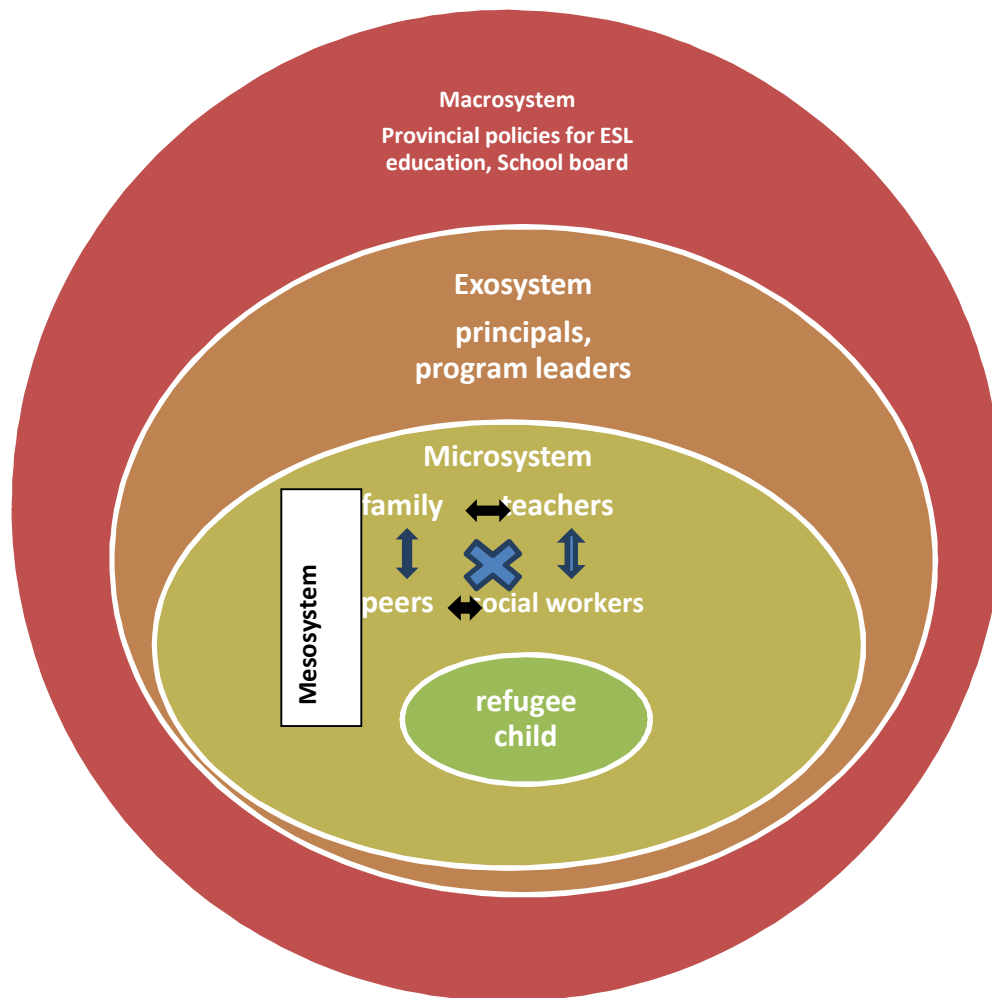 Macrosystem
Provincial policies for ESL
education, School board
Exosystem
principals,
program leaders
Microsystem
family teachers
peers social workers
Mesosystem
refugee
child